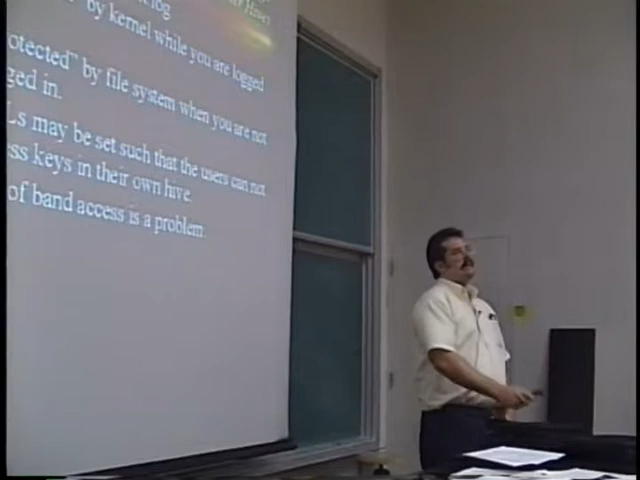 log
by kernel while you are logged
otected" by file system when you are not
ged in.
Ls may be set such that the users can not
ss keys in their own hive.
of band access is a problem.